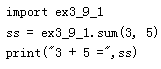 import ex3_9_1
ss = ex3_9_1.sum(3, 5)
print("3 + 5 =",ss)